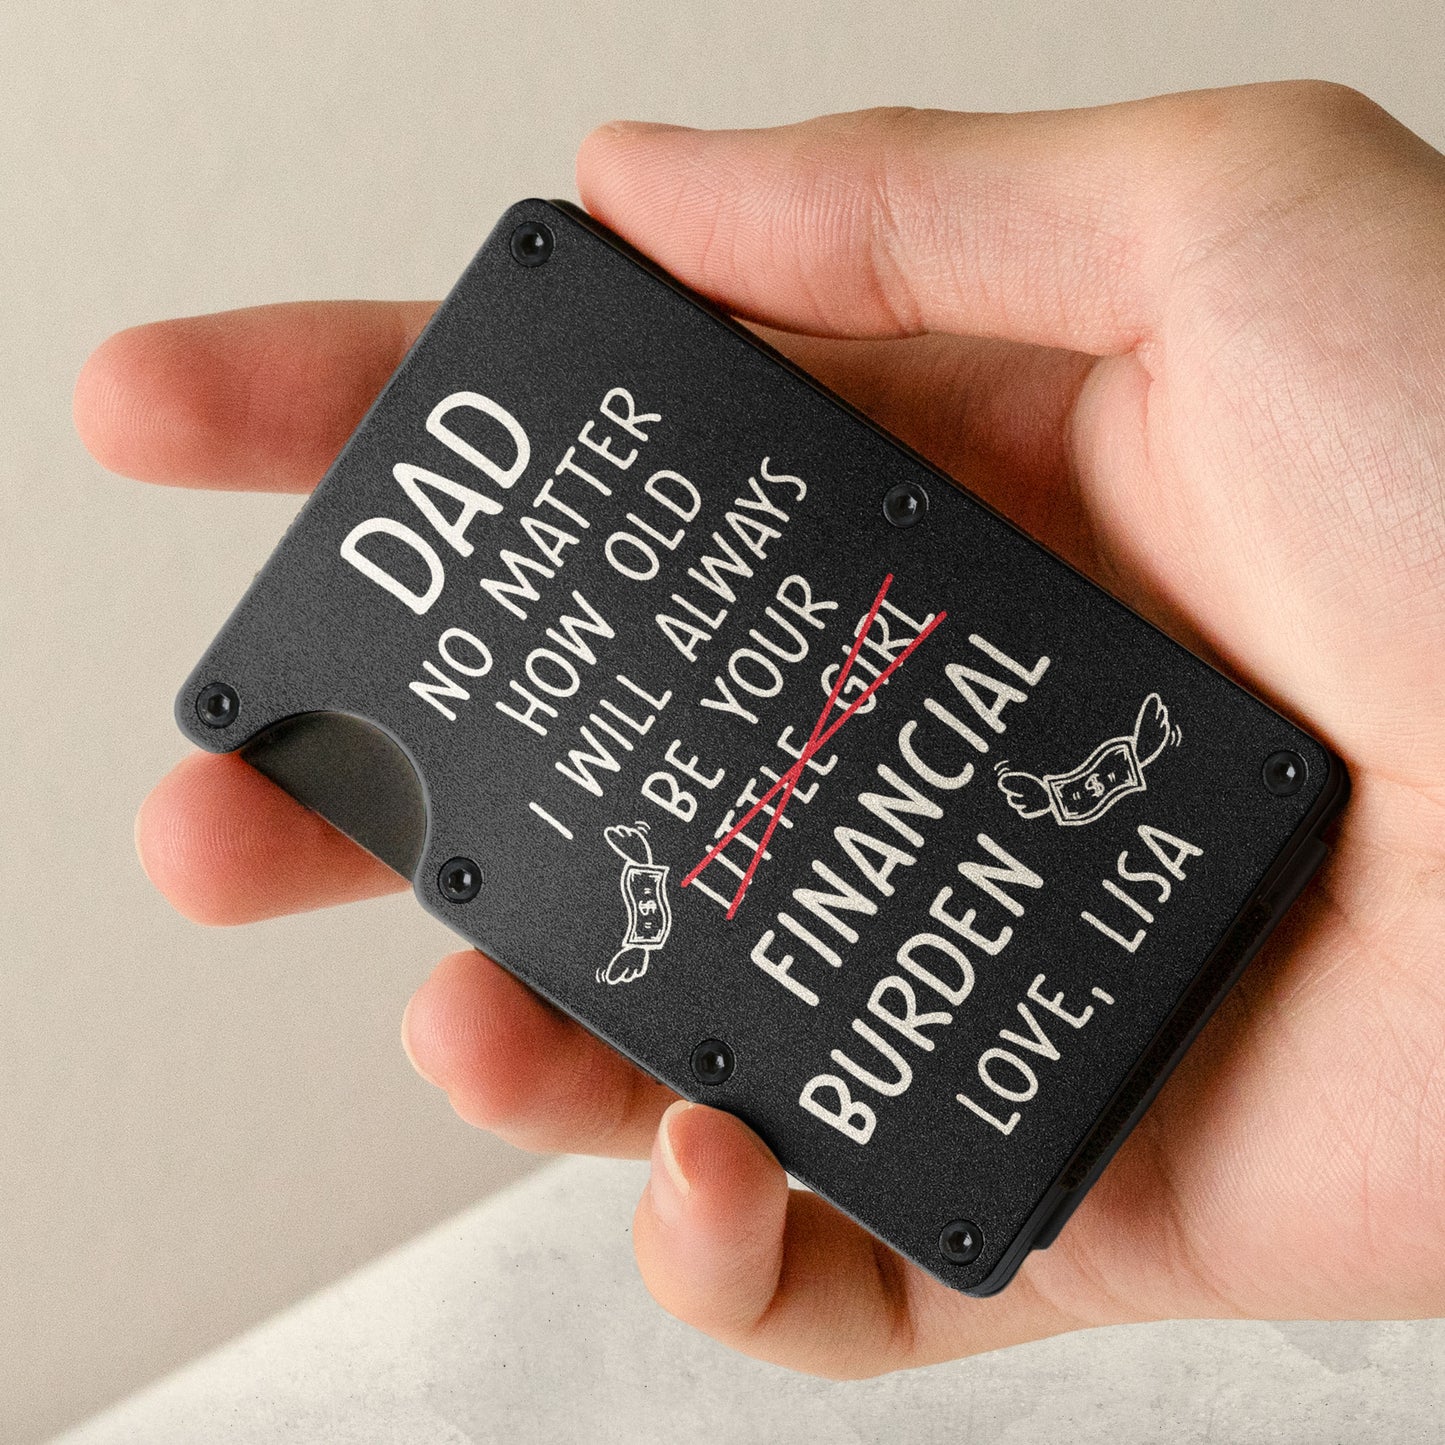 DAD
NO MATTER
HOW OLD
I WILL ALWAYS
BE YOUR
LITTLE GIRL
FINANCIAL
BURDEN
LOVE, LISA
$
$